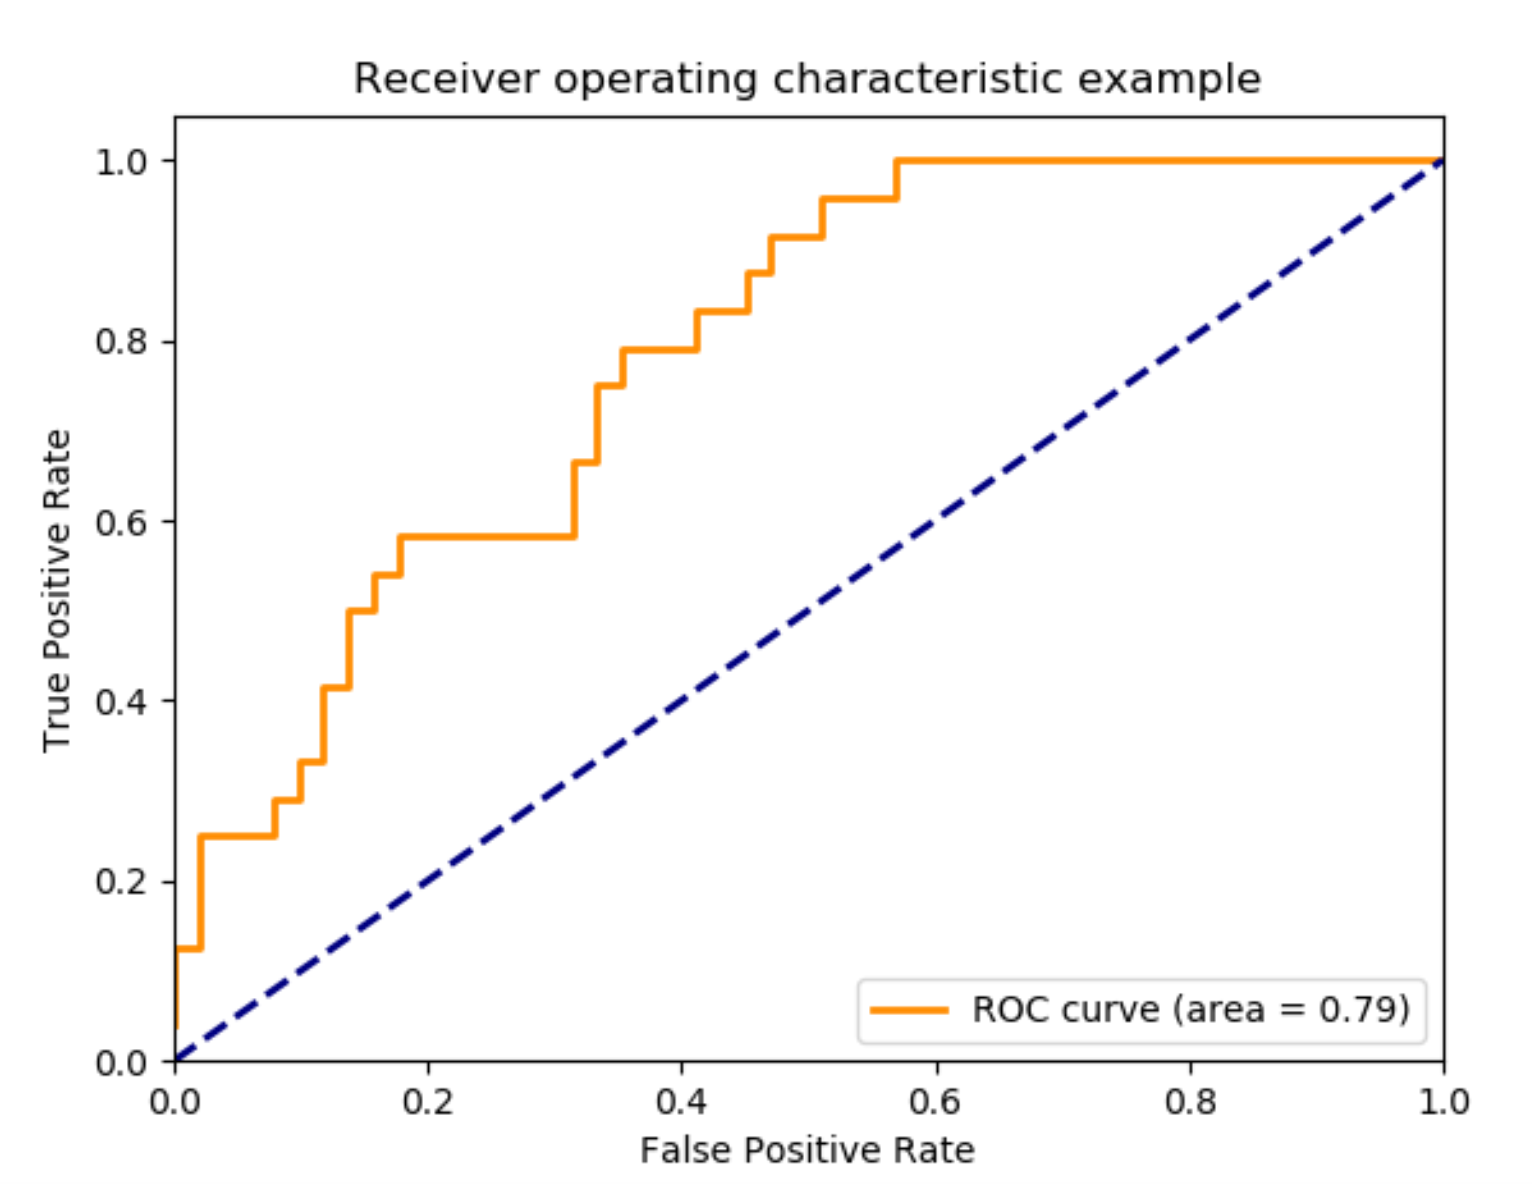 Receiver operating characteristic example
1.0
0.8
0.6
0.4
0.2
0.0
True Positive Rate
ROC curve (area = 0.79)
0.0 0.2 0.4 0.6 0.8 1.0
False Positive Rate